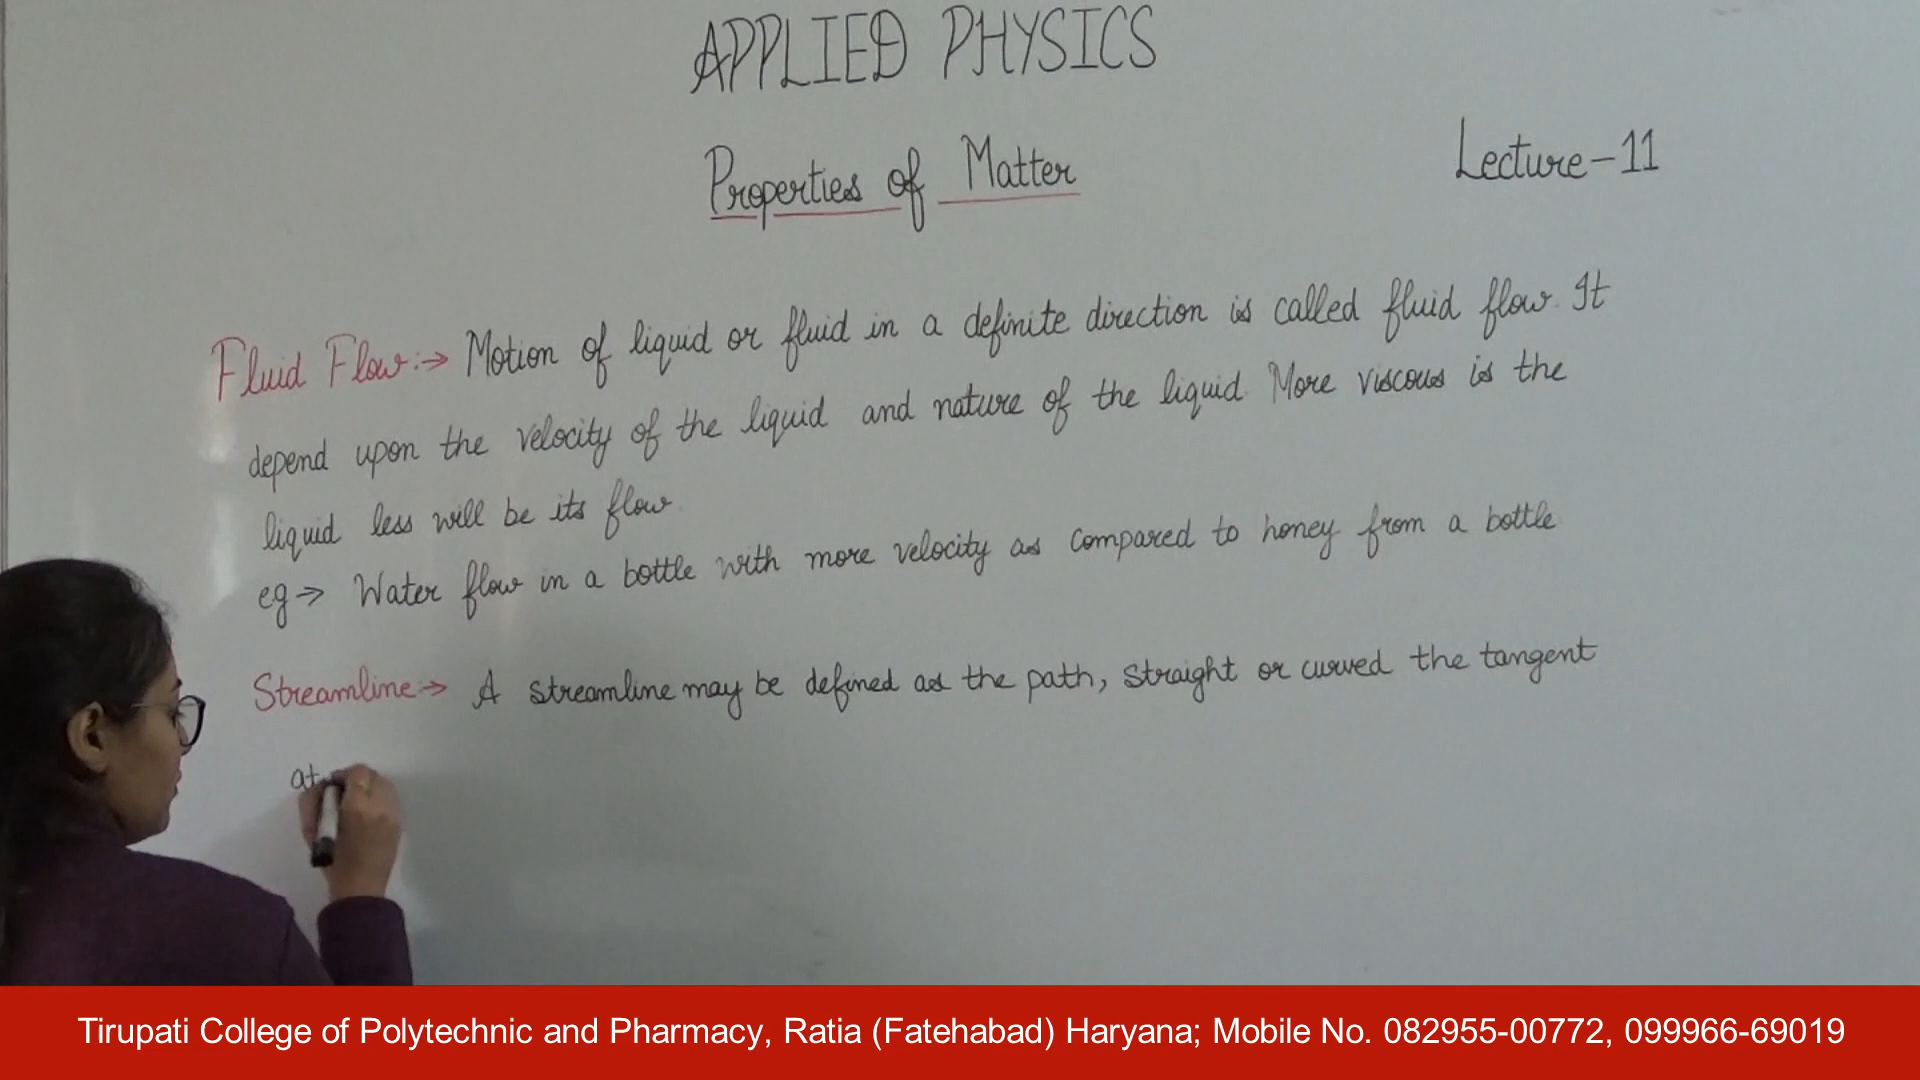 APPLIED PHYSICS
Properties of Matter
Lecture-11
Fluid Flow:→ Motion of liquid or fluid in a definite direction is called fluid flow. It
depend upon the velocity of the liquid and nature of the liquid. More viscous is the
liquid less will be its flow.
eg→ Water flow in a bottle with more velocity as compared to honey from a bottle
Streamline:→ A streamline may be defined as the path, straight or curved the tangent
at
Tirupati College of Polytechnic and Pharmacy, Ratia (Fatehabad) Haryana; Mobile No. 082955-00772, 099966-69019